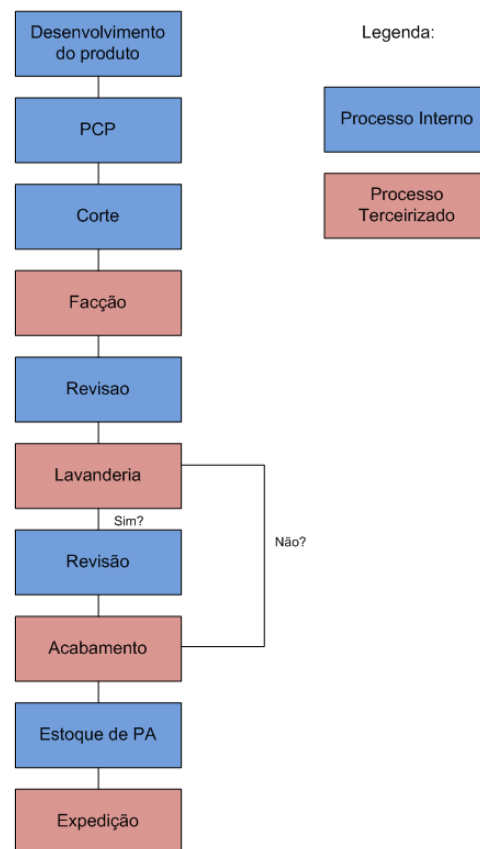 Desenvolvimento
do produto
PCP
Corte
Facção
Revisao
Lavanderia
Sim?
Revisão
Não?
Acabamento
Estoque de PA
Expedição
Legenda:
Processo Interno
Processo
Terceirizado